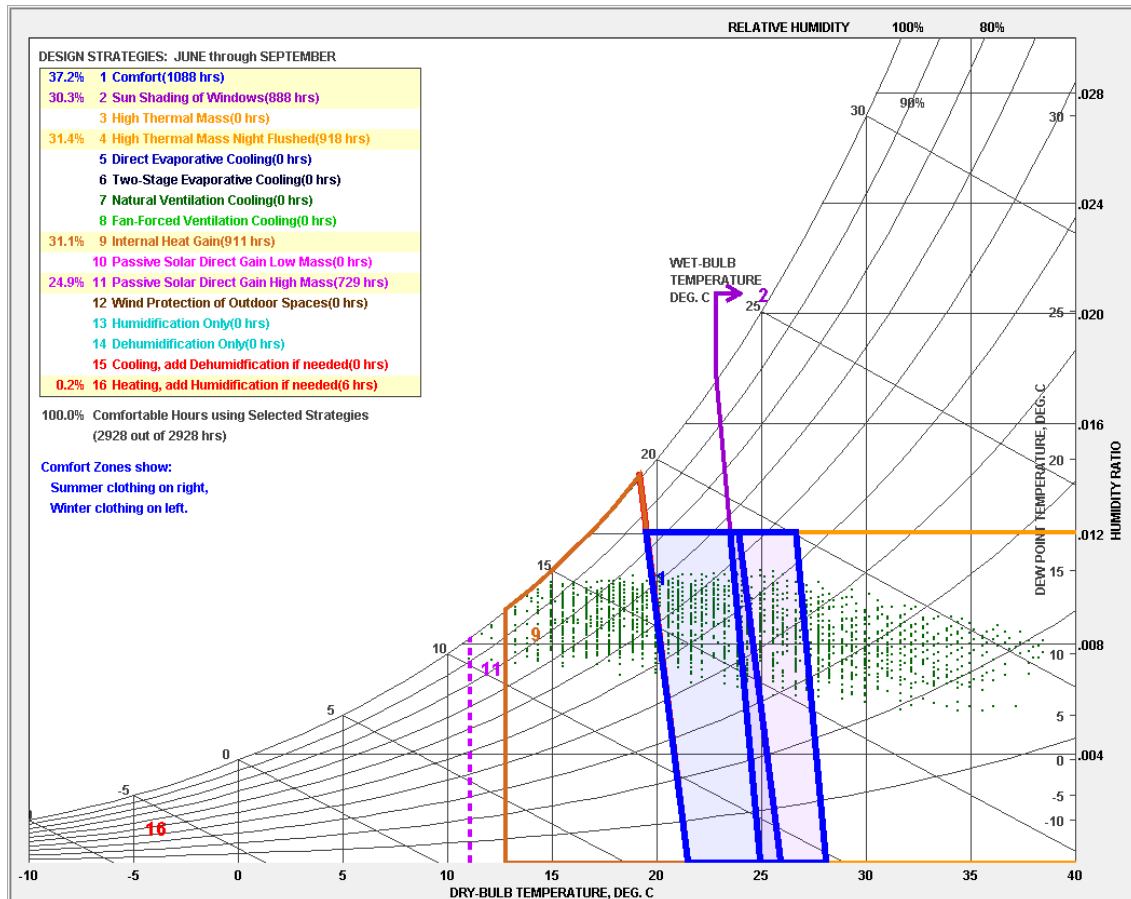 RELATIVE HUMIDITY 100% 80%
DESIGN STRATEGIES: JUNE through SEPTEMBER
37.2% 1 Comfort(1088 hrs)
30.3% 2 Sun Shading of Windows(888 hrs)
3 High Thermal Mass(0 hrs)
31.4% 4 High Thermal Mass Night Flushed(918 hrs)
5 Direct Evaporative Cooling(0 hrs)
6 Two-Stage Evaporative Cooling(0 hrs)
7 Natural Ventilation Cooling(0 hrs)
8 Fan-Forced Ventilation Cooling(0 hrs)
31.1% 9 Internal Heat Gain(911 hrs)
10 Passive Solar Direct Gain Low Mass(0 hrs)
24.9% 11 Passive Solar Direct Gain High Mass(729 hrs)
12 Wind Protection of Outdoor Spaces(0 hrs)
13 Humidification Only(0 hrs)
14 Dehumidification Only(0 hrs)
15 Cooling, add Dehumidfication if needed(0 hrs)
0.2% 16 Heating, add Humidification if needed(6 hrs)
100.0% Comfortable Hours using Selected Strategies
(2928 out of 2928 hrs)
Comfort Zones show:
Summer clothing on right,
Winter clothing on left.
90%
WET-BULB
TEMPERATURE
DEG. C
2
1
9
11
16
-5
0
5
10
15
20
25
30
.028
.024
.020
.016
.012
.008
.004
HUMIDITY RATIO
30
25
20
15
10
5
0
-5
-10
DEW POINT TEMPERATURE, DEG. C
-10 -5 0 5 10 15 20 25 30 35 40
DRY-BULB TEMPERATURE, DEG. C